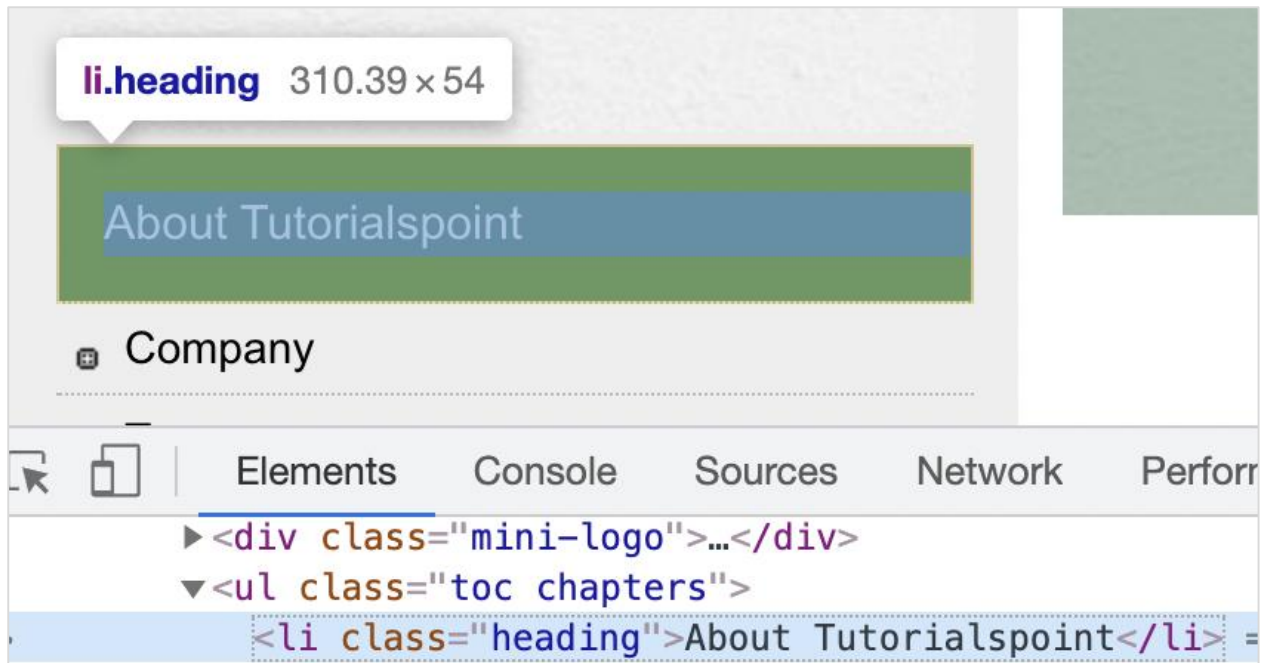 li.heading 310.39 × 54
About Tutorialspoint
Company
Elements Console Sources Network Perfor
▶<div class="mini-logo">…</div>
▼<ul class="toc chapters">
<li class="heading">About Tutorialspoint</li> =